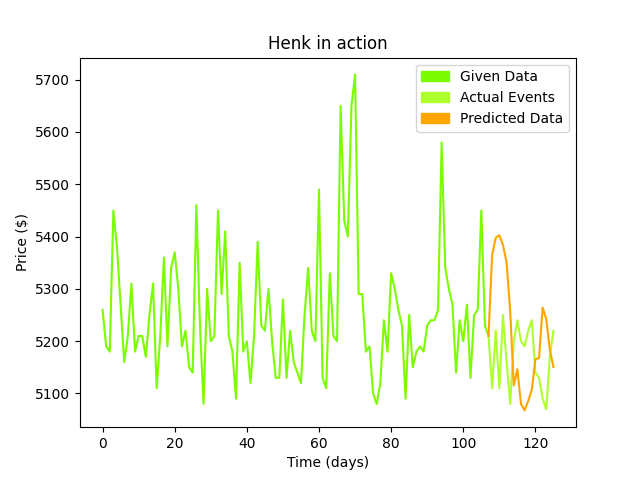 Henk in action
Given Data
Actual Events
Predicted Data
Price ($)
5700
5600
5500
5400
5300
5200
5100
0 20 40 60 80 100 120
Time (days)